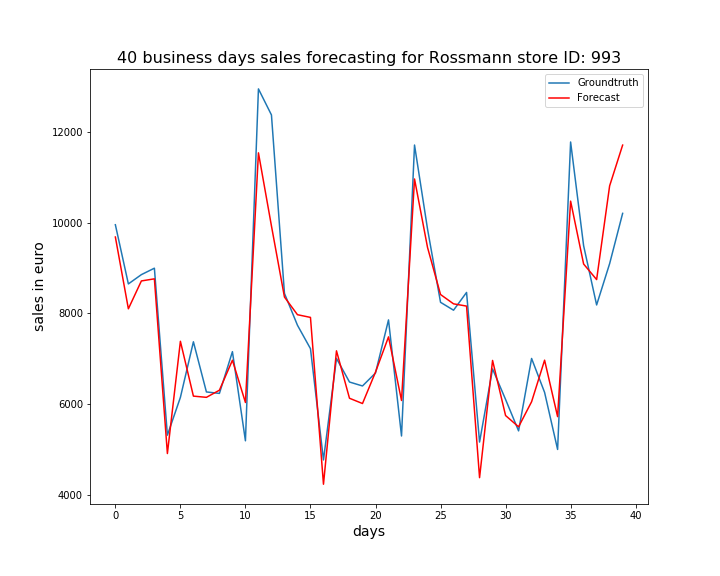 40 business days sales forecasting for Rossmann store ID: 993
Groundtruth
Forecast
12000
10000
8000
6000
4000
sales in euro
0 5 10 15 20 25 30 35 40
days